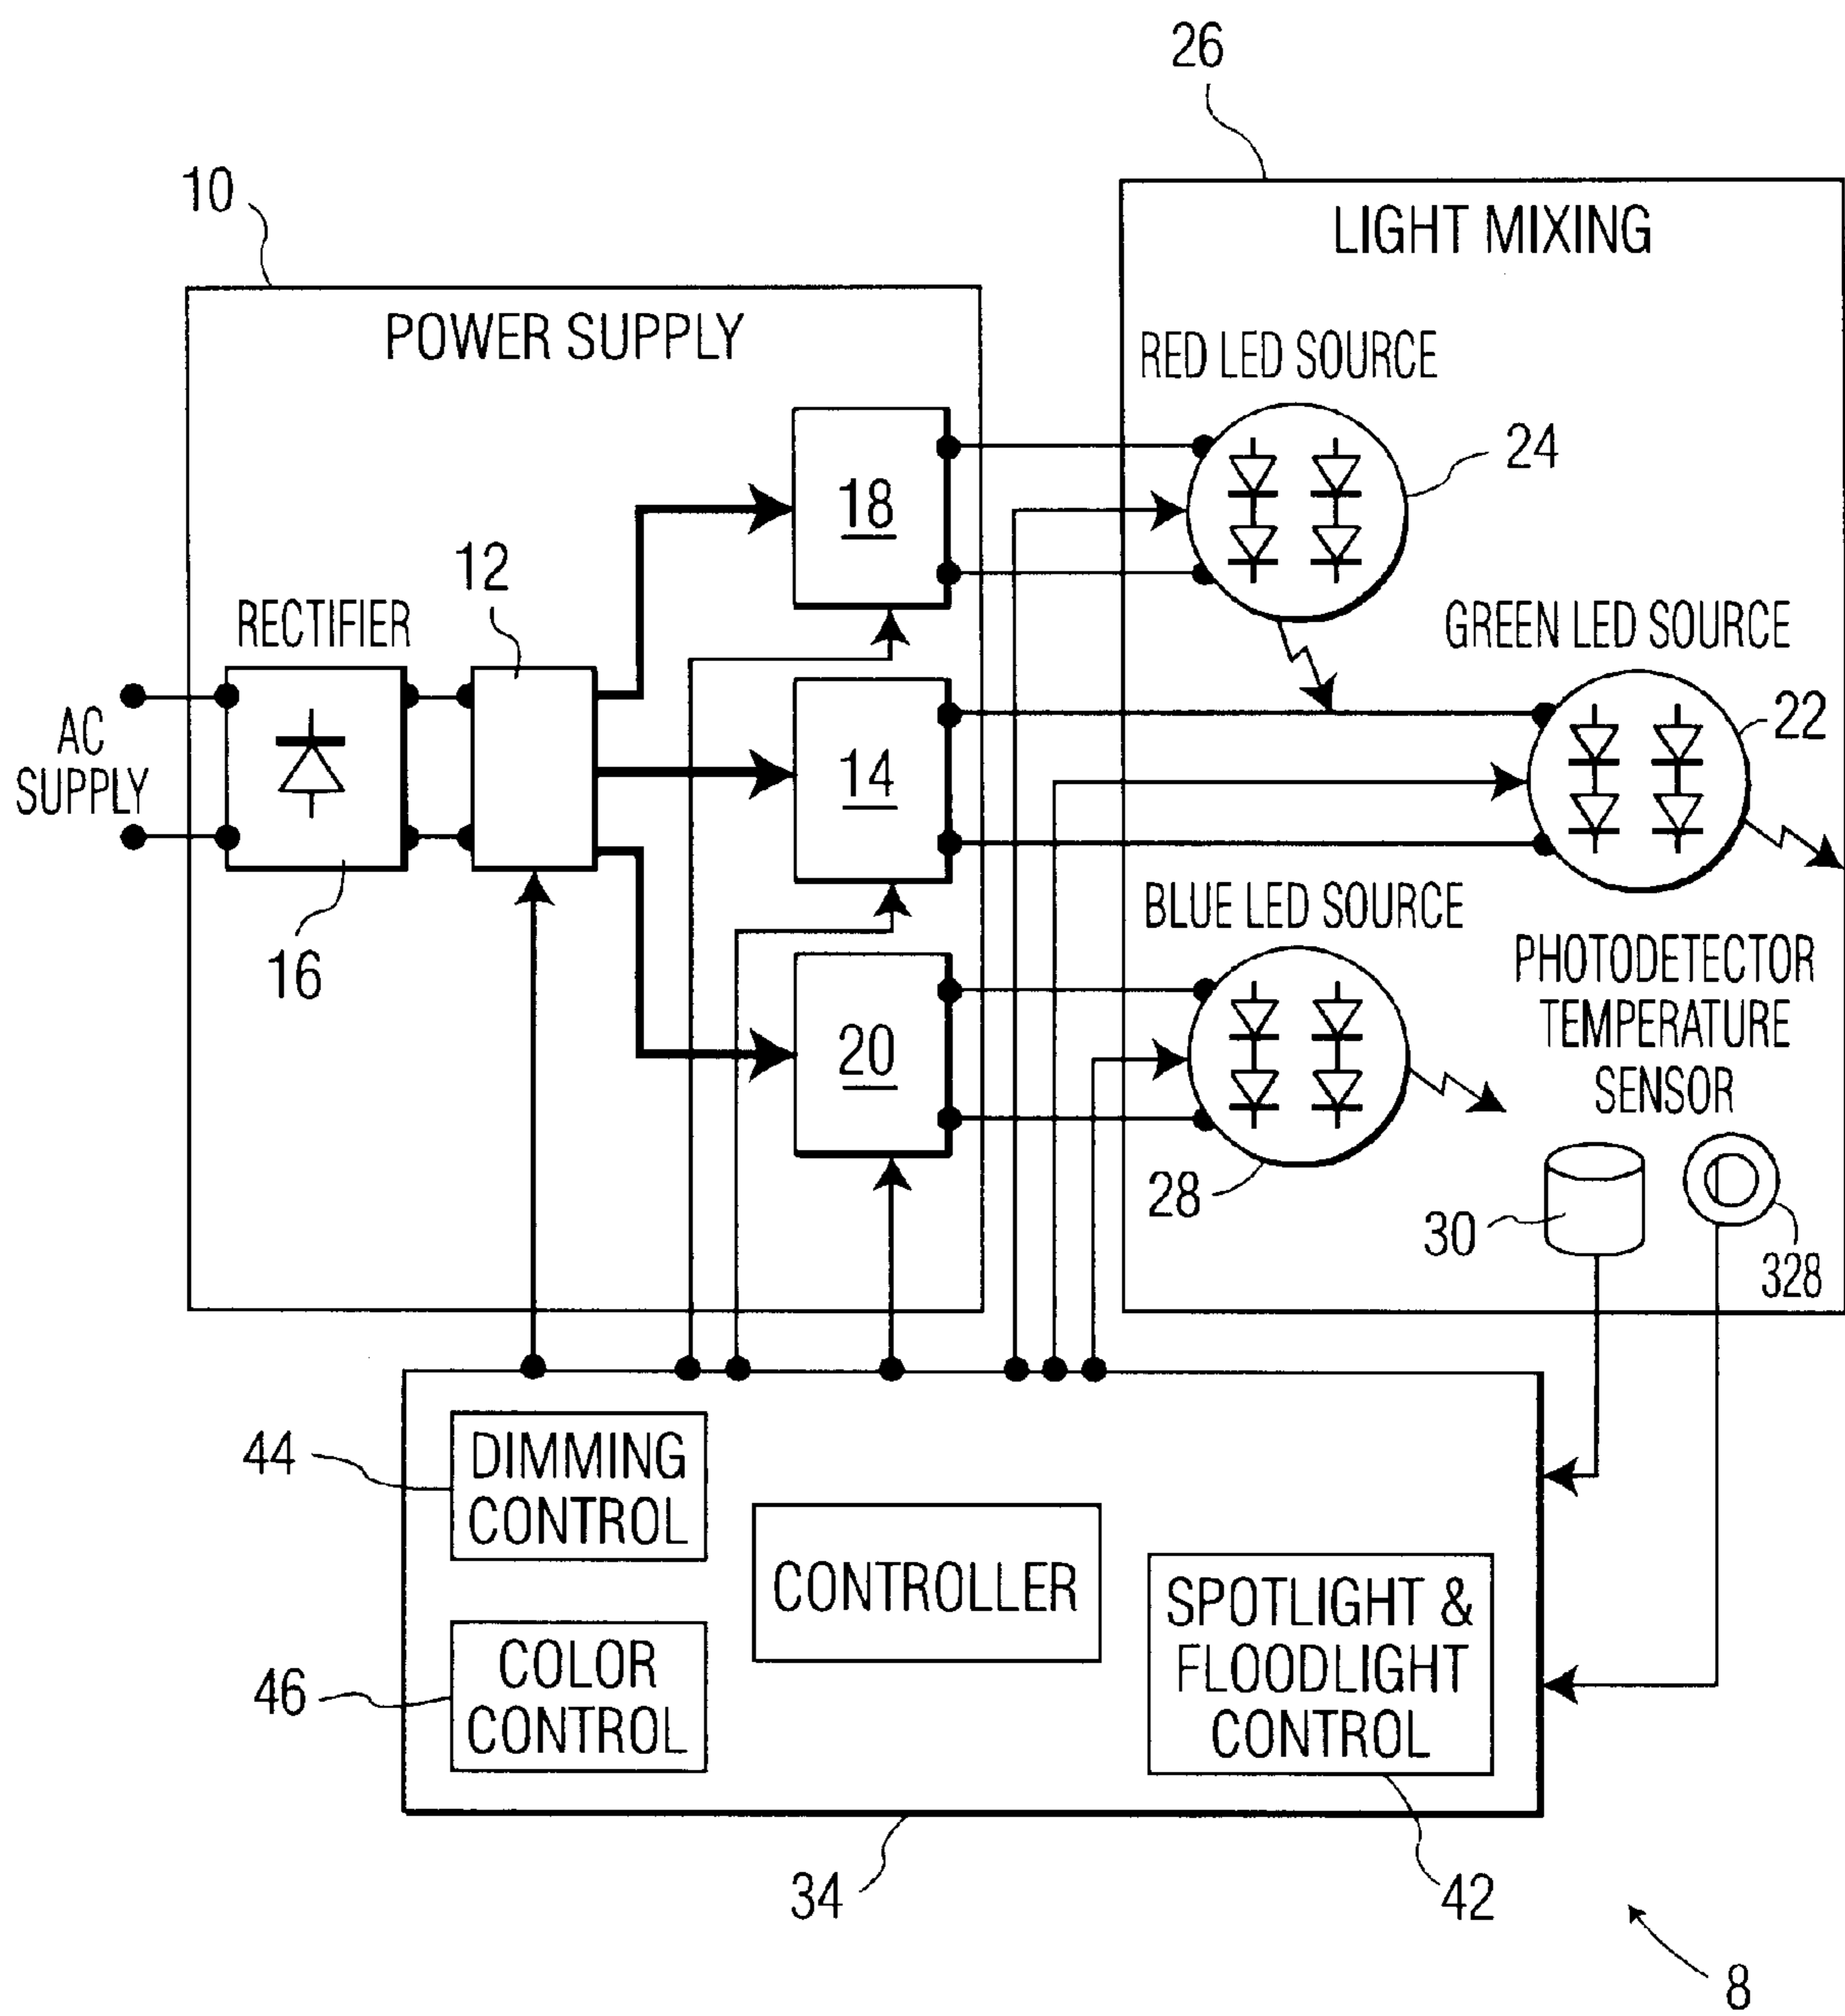 26
10
LIGHT MIXING
POWER SUPPLY
RED LED SOURCE
24
18
12
RECTIFIER
GREEN LED SOURCE
22
AC
SUPPLY
14
16
BLUE LED SOURCE
PHOTODETECTOR
TEMPERATURE
SENSOR
20
28
30
328
44
DIMMING
CONTROL
CONTROLLER
SPOTLIGHT &
FLOODLIGHT
CONTROL
46
COLOR
CONTROL
34
42
8